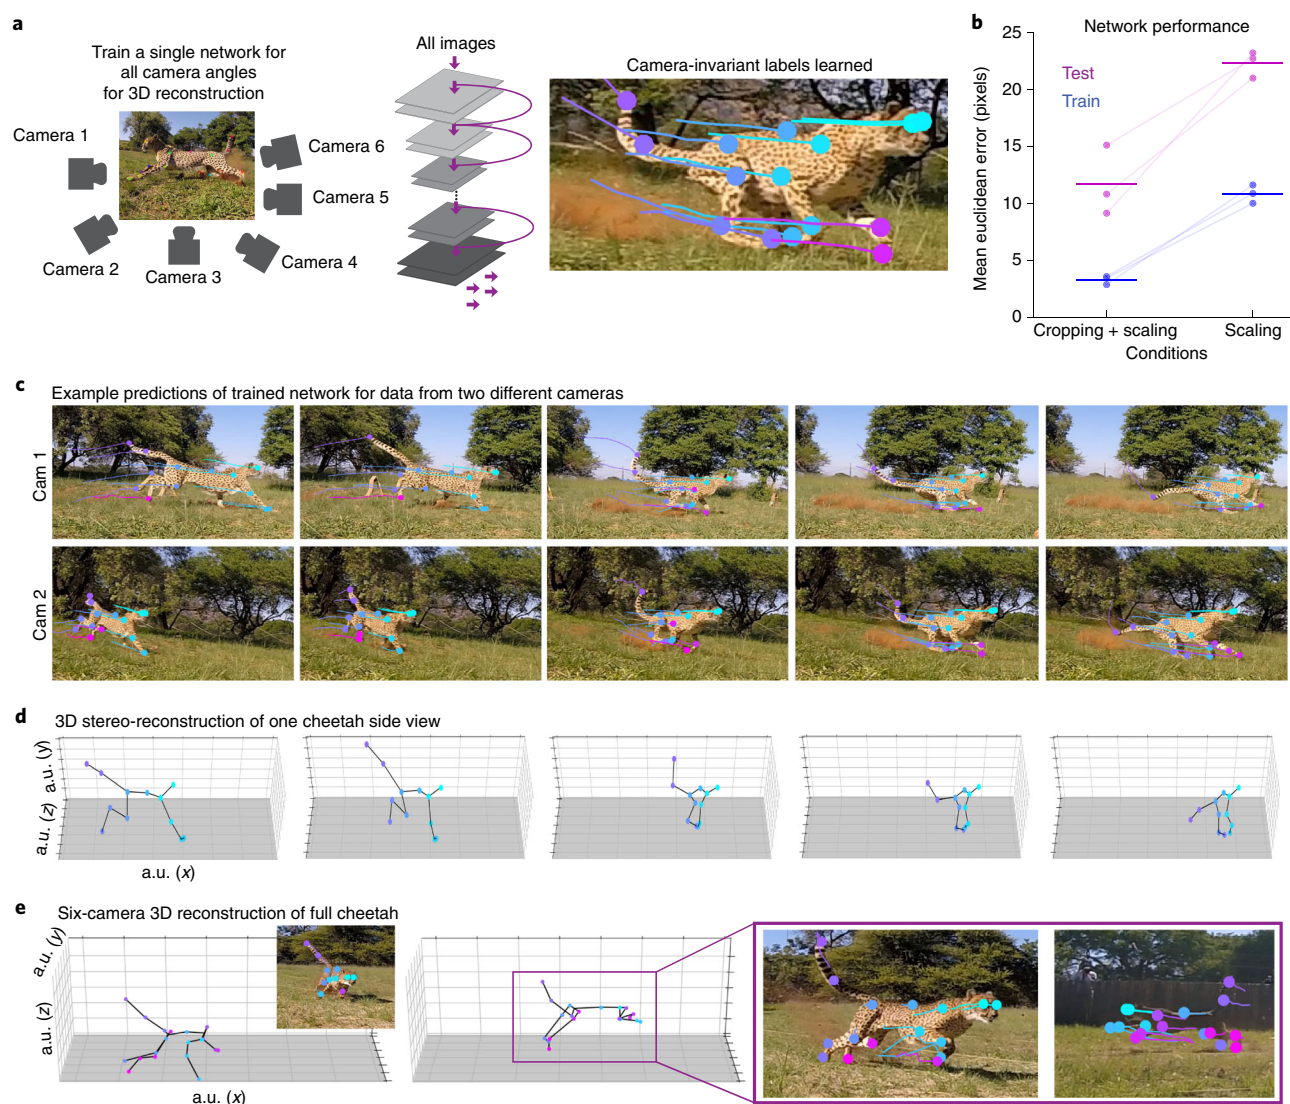 a
Train a single network for
all camera angles
for 3D reconstruction
Camera 1
Camera 2
Camera 3
Camera 4
Camera 5
Camera 6
All images
Camera-invariant labels learned
b
Network performance
Mean euclidean error (pixels)
25
20
15
10
5
0
Test
Train
Cropping + scaling
Scaling
Conditions
c
Example predictions of trained network for data from two different cameras
Cam 1
Cam 2
d
3D stereo-reconstruction of one cheetah side view
a.u. (y)
a.u. (z)
a.u. (x)
e
Six-camera 3D reconstruction of full cheetah
a.u. (y)
a.u. (z)
a.u. (x)